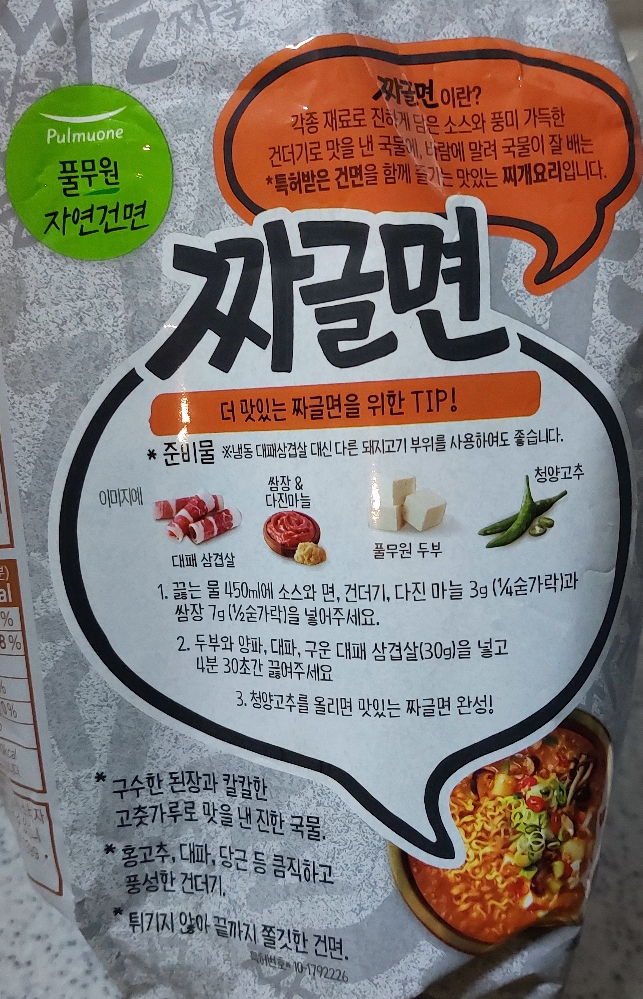 짜글면이란?
각종 재료로 진하게 담은 소스와 풍미 가득한
건더기로 맛을 낸 국물에, 바람에 말려 국물이 잘 배는
*특허받은 건면을 함께 즐기는 맛있는 찌개요리입니다.
Pulmuone
풀무원
자연건면
짜글면
더 맛있는 짜글면을 위한 TIP!
* 준비물 ※냉동 대패삼겹살 대신 다른 돼지고기 부위를 사용하여도 좋습니다.
이미지예
쌈장 &
다진마늘
청양고추
대패 삼겹살
풀무원 두부
1. 끓는 물 450ml에 소스와 면, 건더기, 다진 마늘 3g (¼숟가락)과
쌈장 7g (½숟가락)을 넣어주세요.
2. 두부와 양파, 대파, 구운 대패 삼겹살(30g)을 넣고
4분 30초간 끓여주세요
3. 청양고추를 올리면 맛있는 짜글면 완성!
* 구수한 된장과 칼칼한
고춧가루로 맛을 낸 진한 국물.
* 홍고추, 대파, 당근 등 큼직하고
풍성한 건더기.
* 튀기지 않아 끝까지 쫄깃한 건면.
특허번호 10-1792226